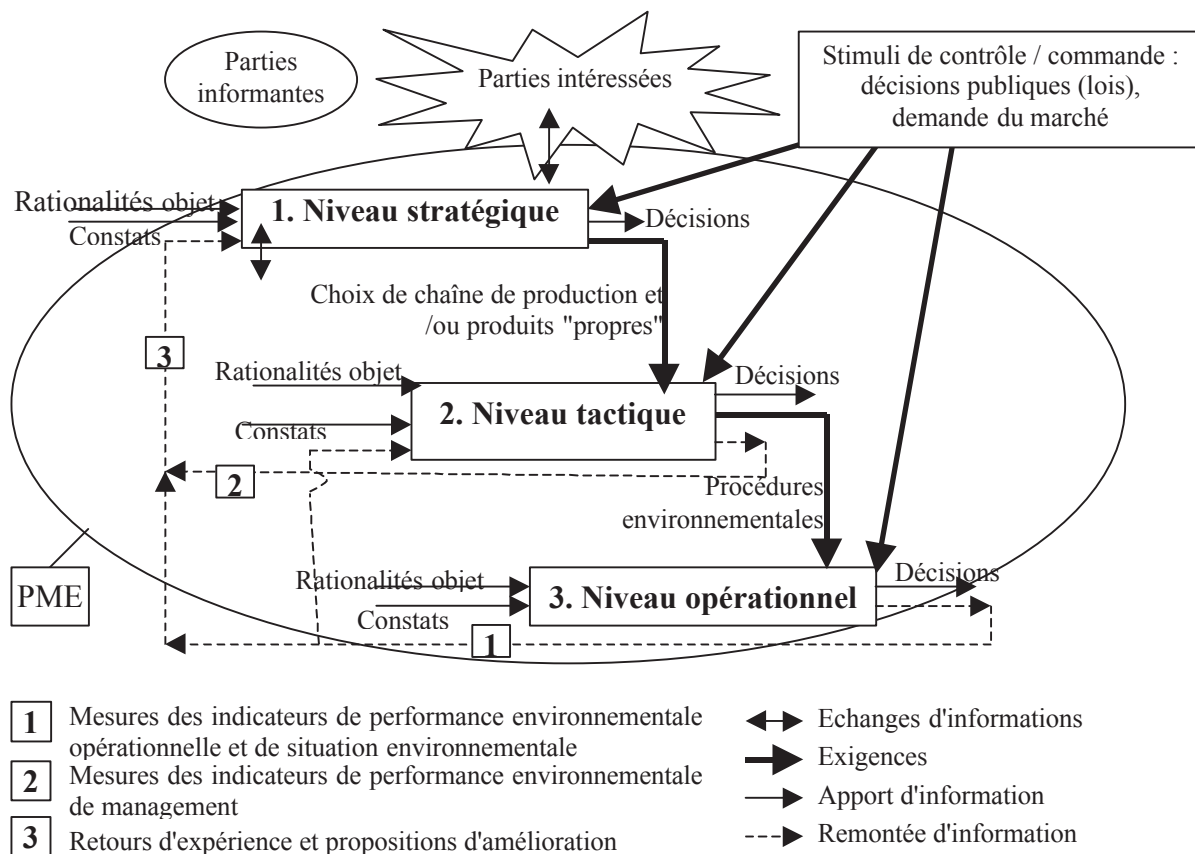 Parties
informantes
Parties intéressées
Stimuli de contrôle / commande :
décisions publiques (lois),
demande du marché
Rationalités objet
Constats
1. Niveau stratégique
Décisions
Choix de chaîne de production et
/ou produits "propres"
3
Rationalités objet
Constats
2. Niveau tactique
Décisions
2
Procédures
environnementales
PME
Rationalités objet
Constats
3. Niveau opérationnel
Décisions
1
1 Mesures des indicateurs de performance environnementale
opérationnelle et de situation environnementale
2 Mesures des indicateurs de performance environnementale
de management
3 Retours d'expérience et propositions d'amélioration
Echanges d'informations
Exigences
Apport d'information
Remontée d'information